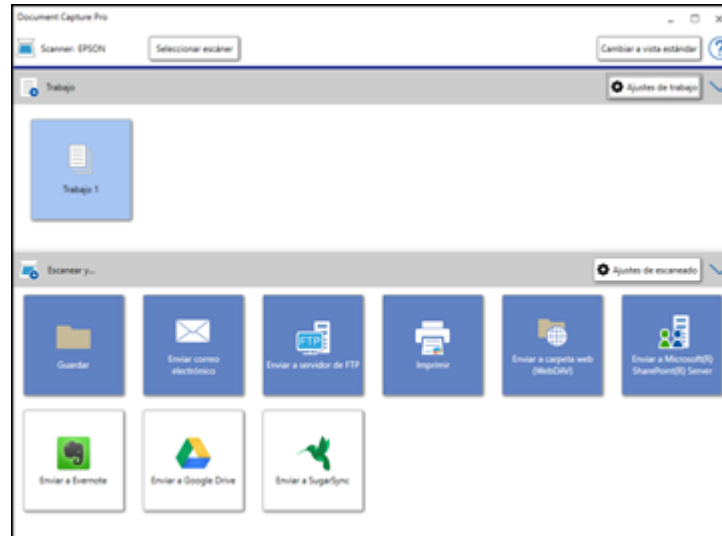 Document Capture Pro
Scanner: EPSON
Seleccionar escáner
Cambiar a vista estándar
?
Trabajo
Ajustes de trabajo
Trabajo 1
Escanear y...
Ajustes de escaneado
Guardar
Enviar correo
electrónico
FTP
Enviar a servidor de FTP
Imprimir
Enviar a carpeta web
(WebDAV)
Enviar a Microsoft(R)
SharePoint(R) Server
Enviar a Evernote
Enviar a Google Drive
Enviar a SugarSync